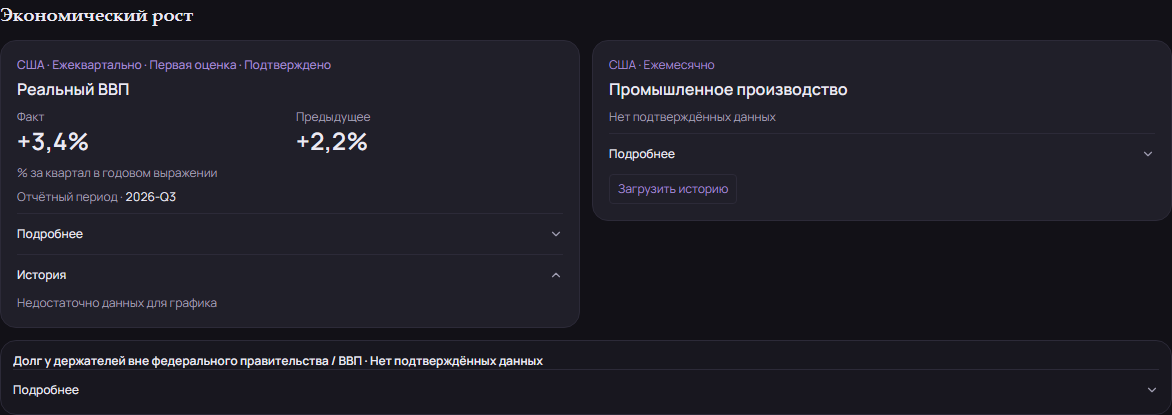 Экономический рост
США · Ежеквартально · Первая оценка · Подтверждено
Реальный ВВП
Факт
Предыдущее
+3,4%
+2,2%
% за квартал в годовом выражении
Отчётный период · 2026-Q3
Подробнее
История
Недостаточно данных для графика
США · Ежемесячно
Промышленное производство
Нет подтверждённых данных
Подробнее
Загрузить историю
Долг у держателей вне федерального правительства / ВВП · Нет подтверждённых данных
Подробнее